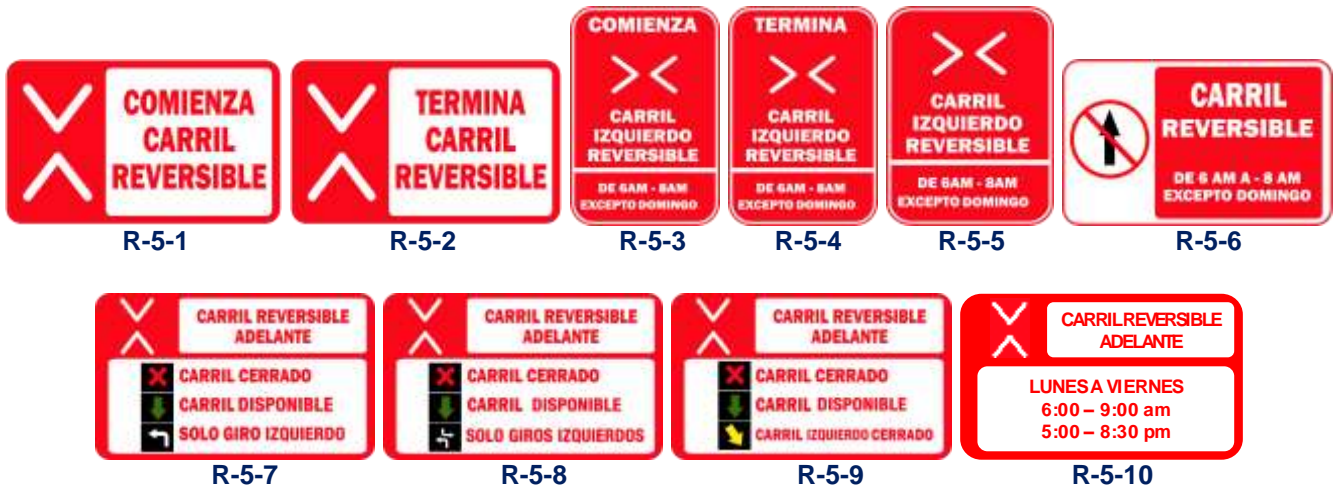 COMIENZA
CARRIL
REVERSIBLE
R-5-1
TERMINA
CARRIL
REVERSIBLE
R-5-2
COMIENZA
CARRIL
IZQUIERDO
REVERSIBLE
DE 6AM - 8AM
EXCEPTO DOMINGO
R-5-3
TERMINA
CARRIL
IZQUIERDO
REVERSIBLE
DE 6AM - 8AM
EXCEPTO DOMINGO
R-5-4
CARRIL
IZQUIERDO
REVERSIBLE
DE 6AM - 8AM
EXCEPTO DOMINGO
R-5-5
CARRIL
REVERSIBLE
DE 6 AM A - 8 AM
EXCEPTO DOMINGO
R-5-6
CARRIL REVERSIBLE
ADELANTE
CARRIL CERRADO
CARRIL DISPONIBLE
SOLO GIRO IZQUIERDO
R-5-7
CARRIL REVERSIBLE
ADELANTE
CARRIL CERRADO
CARRIL DISPONIBLE
SOLO GIROS IZQUIERDOS
R-5-8
CARRIL REVERSIBLE
ADELANTE
CARRIL CERRADO
CARRIL DISPONIBLE
CARRIL IZQUIERDO CERRADO
R-5-9
CARRIL REVERSIBLE
ADELANTE
LUNES A VIERNES
6:00 – 9:00 am
5:00 – 8:30 pm
R-5-10